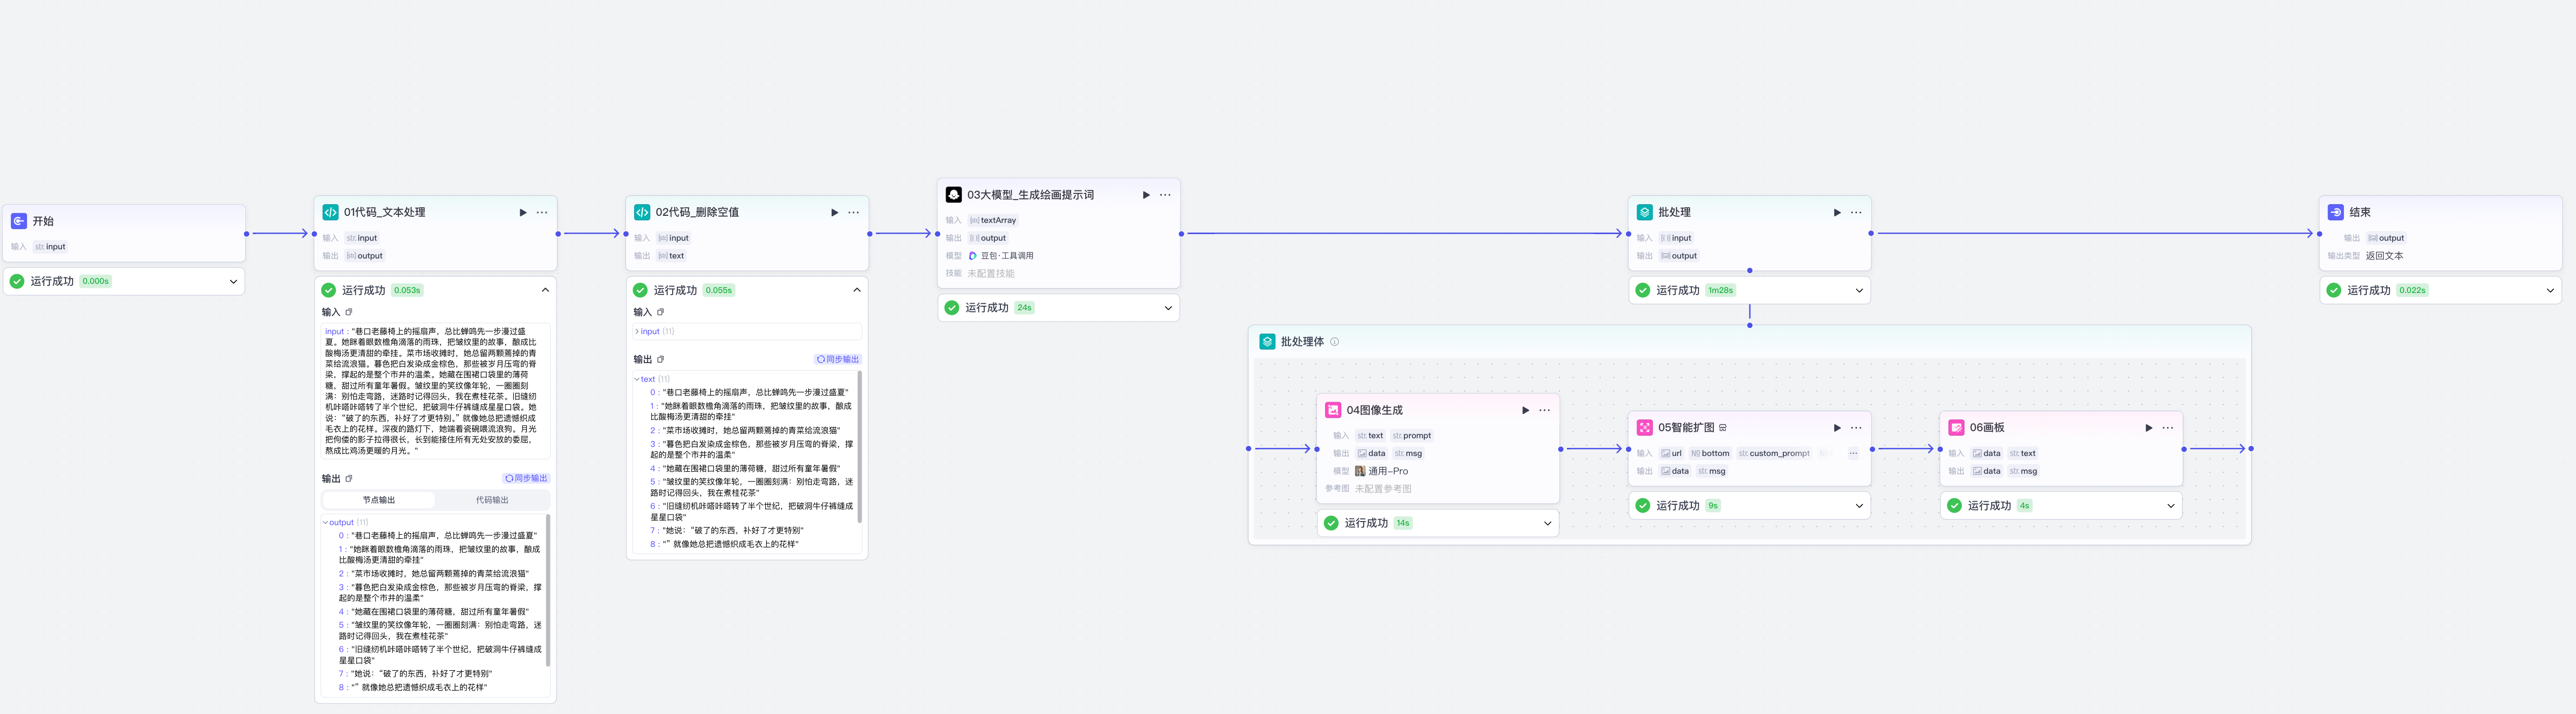 开始
输入 str. input
运行成功 0.000s
01代码_文本处理
输入 str. input
输出 [str] output
运行成功 0.053s
输入
input : "巷口老藤椅上的摇扇声，总比蝉鸣先一步漫过盛
夏。她眯着眼数檐角滴落的雨珠，把皱纹里的故事，酿成比
酸梅汤更清甜的牵挂。菜市场收摊时，她总留两颗蔫掉的青
菜给流浪猫。暮色把白发染成金棕色，那些被岁月压弯的脊
梁，撑起的是整个市井的温柔。她藏在围裙口袋里的薄荷
糖，甜过所有童年暑假。皱纹里的笑纹像年轮，一圈圈刻
满：别怕走弯路，迷路时记得回头，我在煮桂花茶。旧缝纫
机咔嗒咔嗒转了半个世纪，把破洞牛仔裤缝成星星口袋。她
说：“破了的东西，补好了才更特别。”就像她总把遗憾织成
毛衣上的花样。深夜的路灯下，她端着瓷碗喂流浪狗。月光
把佝偻的影子拉得很长，长到能接住所有无处安放的委屈，
熬成比鸡汤更暖的月光。"
输出 同步输出
节点输出 代码输出
output (11)
0 : "巷口老藤椅上的摇扇声，总比蝉鸣先一步漫过盛夏"
1 : "她眯着眼数檐角滴落的雨珠，把皱纹里的故事，酿成
比酸梅汤更清甜的牵挂"
2 : "菜市场收摊时，她总留两颗蔫掉的青菜给流浪猫"
3 : "暮色把白发染成金棕色，那些被岁月压弯的脊梁，撑
起的是整个市井的温柔"
4 : "她藏在围裙口袋里的薄荷糖，甜过所有童年暑假"
5 : "皱纹里的笑纹像年轮，一圈圈刻满：别怕走弯路，迷
路时记得回头，我在煮桂花茶"
6 : "旧缝纫机咔嗒咔嗒转了半个世纪，把破洞牛仔裤缝成
星星口袋"
7 : "她说：“破了的东西，补好了才更特别"
8 : "” 就像她总把遗憾织成毛衣上的花样"
02代码_删除空值
输入 [str] input
输出 [str] text
运行成功 0.055s
输入
input (11)
输出 同步输出
text (11)
0 : "巷口老藤椅上的摇扇声，总比蝉鸣先一步漫过盛夏"
1 : "她眯着眼数檐角滴落的雨珠，把皱纹里的故事，酿成
比酸梅汤更清甜的牵挂"
2 : "菜市场收摊时，她总留两颗蔫掉的青菜给流浪猫"
3 : "暮色把白发染成金棕色，那些被岁月压弯的脊梁，撑
起的是整个市井的温柔"
4 : "她藏在围裙口袋里的薄荷糖，甜过所有童年暑假"
5 : "皱纹里的笑纹像年轮，一圈圈刻满：别怕走弯路，迷
路时记得回头，我在煮桂花茶"
6 : "旧缝纫机咔嗒咔嗒转了半个世纪，把破洞牛仔裤缝成
星星口袋"
7 : "她说：“破了的东西，补好了才更特别"
8 : "” 就像她总把遗憾织成毛衣上的花样"
03大模型_生成绘画提示词
输入 textArray
输出 output
模型 豆包·工具调用
技能 未配置技能
运行成功 24s
批处理
输入 input
输出 output
运行成功 1m28s
批处理体
04图像生成
输入 str. text str. prompt
输出 data str. msg
模型 通用-Pro
参考图 未配置参考图
运行成功 14s
05智能扩图
输入 url bottom str. custom_prompt ...
输出 data str. msg
运行成功 9s
06画板
输入 data str. text
输出 data str. msg
运行成功 4s
结束
输出 output
输出类型 返回文本
运行成功 0.022s